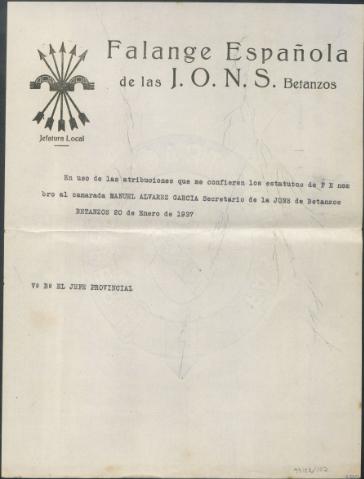 Falange Española
de las J. O. N. S. Betanzos
Jefatura Local
En uso de las atribuciones que me confieren los estatutos de F E nom
bro al camarada MANUEL ALVAREZ GARCIA Secretario de la JONS de Betanzos
BETANZOS 20 de Enero de 1937
Vº Bº EL JEFE PROVINCIAL